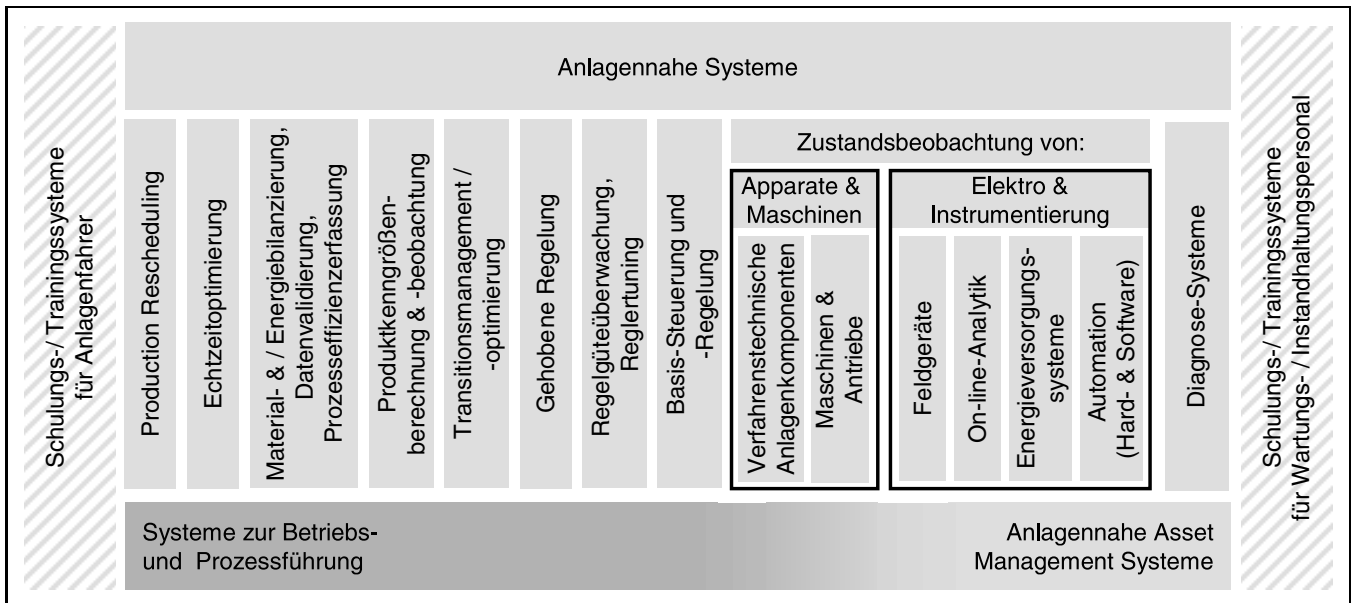 Schulungs-/ Trainingssysteme
für Anlagenfahrer
Anlagennahe Systeme
Production Rescheduling
Echtzeitoptimierung
Material- & / Energiebilanzierung,
Datenvalidierung,
Prozesseffizienzerfassung
Produktkenngrößen-
berechnung & -beobachtung
Transitionsmanagement /
-optimierung
Gehobene Regelung
Regelgüteüberwachung,
Reglertuning
Basis-Steuerung und
-Regelung
Zustandsbeobachtung von:
Apparate &
Maschinen
Verfahrenstechnische
Anlagenkomponenten
Maschinen &
Antriebe
Elektro &
Instrumentierung
Feldgeräte
On-line-Analytik
Energieversorgungs-
systeme
Automation
(Hard- & Software)
Diagnose-Systeme
Systeme zur Betriebs-
und Prozessführung
Anlagennahe Asset
Management Systeme
Schulungs-/ Trainingssysteme
für Wartungs- / Instandhaltungspersonal